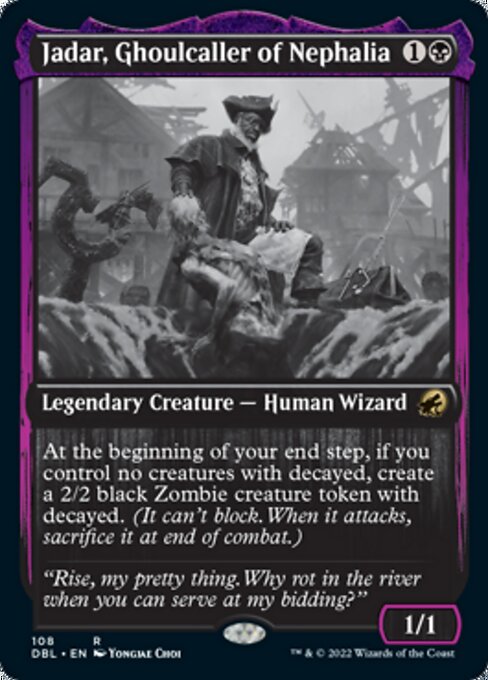 Jadar, Ghoulcaller of Nephalia 1
Legendary Creature — Human Wizard
At the beginning of your end step, if you
control no creatures with decayed, create
a 2/2 black Zombie creature token with
decayed. (It can't block. When it attacks,
sacrifice it at end of combat.)
"Rise, my pretty thing. Why rot in the river
when you can serve at my bidding?"
1/1
108 R
DBL • EN Yongjae Choi
™ & © 2022 Wizards of the Coast